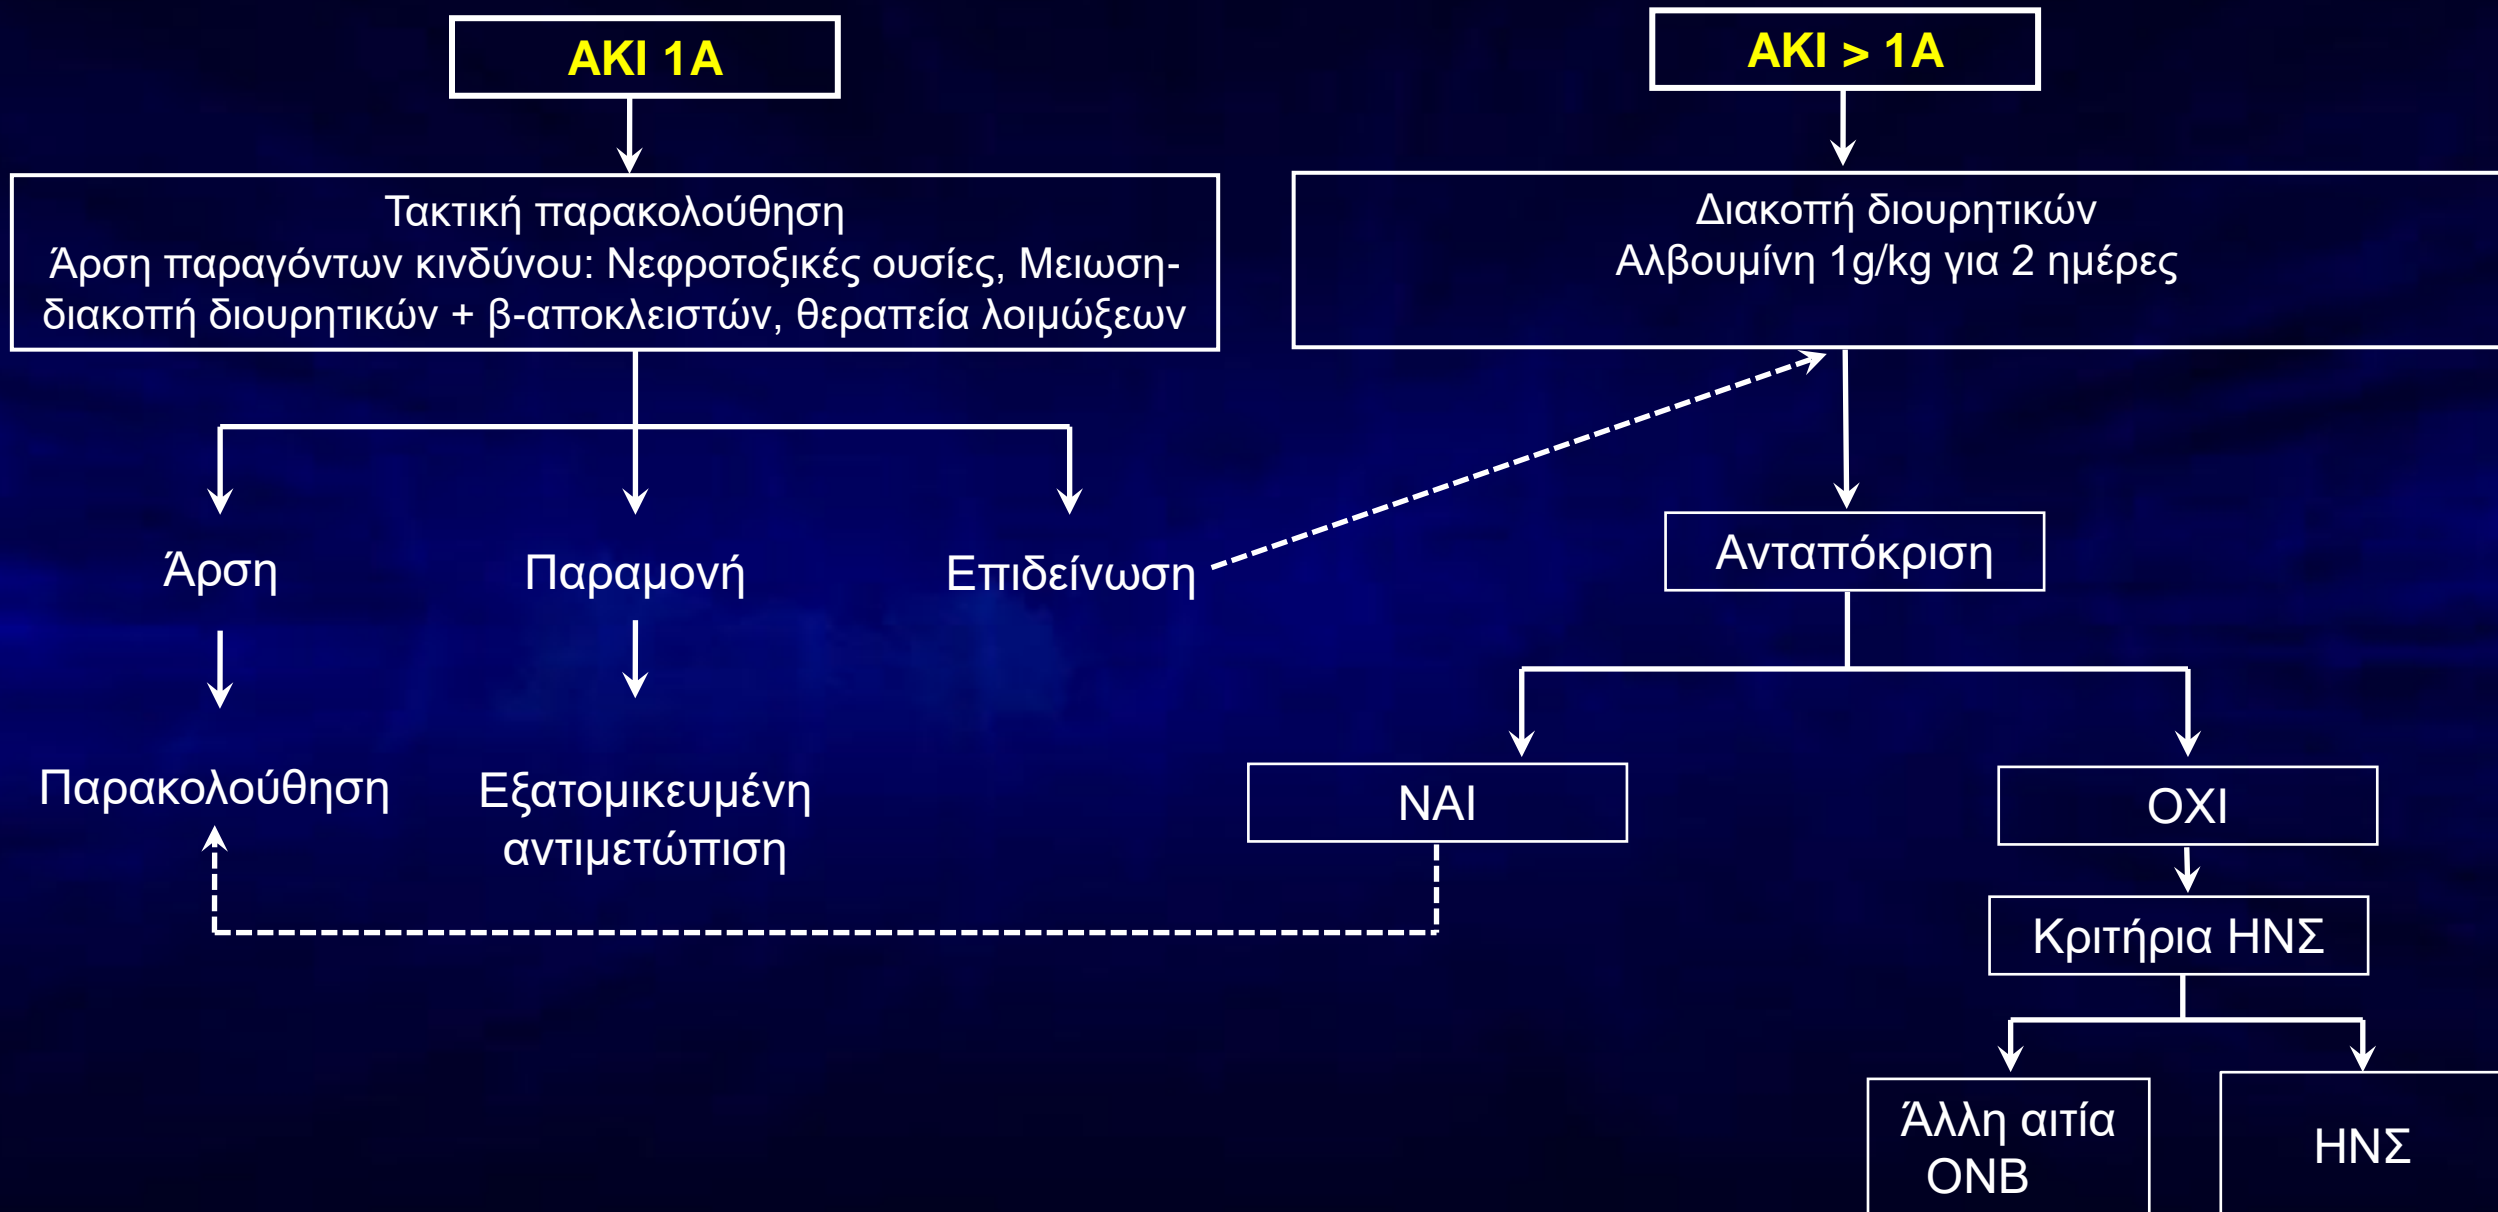 AKI 1A
AKI > 1A
Τακτική παρακολούθηση
Άρση παραγόντων κινδύνου: Νεφροτοξικές ουσίες, Μειωση-
διακοπή διουρητικών + β-αποκλειστών, θεραπεία λοιμώξεων
Διακοπή διουρητικών
Αλβουμίνη 1g/kg για 2 ημέρες
Άρση
Παραμονή
Επιδείνωση
Ανταπόκριση
Παρακολούθηση
Εξατομικευμένη
αντιμετώπιση
ΝΑΙ
ΟΧΙ
Κριτήρια ΗΝΣ
Άλλη αιτία
ΟΝΒ
ΗΝΣ